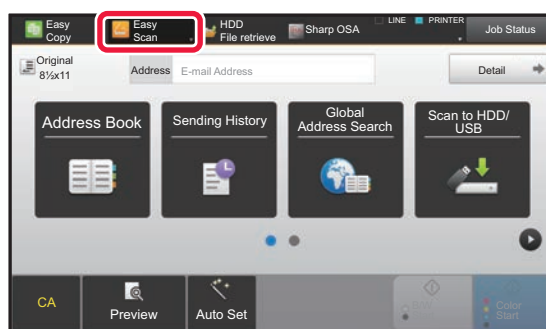 Easy
Copy
Easy
Scan
HDD
File retrieve
Sharp OSA
LINE
PRINTER
Job Status
Original
8½x11
Address
E-mail Address
Detail
Address Book
Sending History
Global
Address Search
Scan to HDD/
USB
CA
Preview
Auto Set
B/W
Start
Color
Start